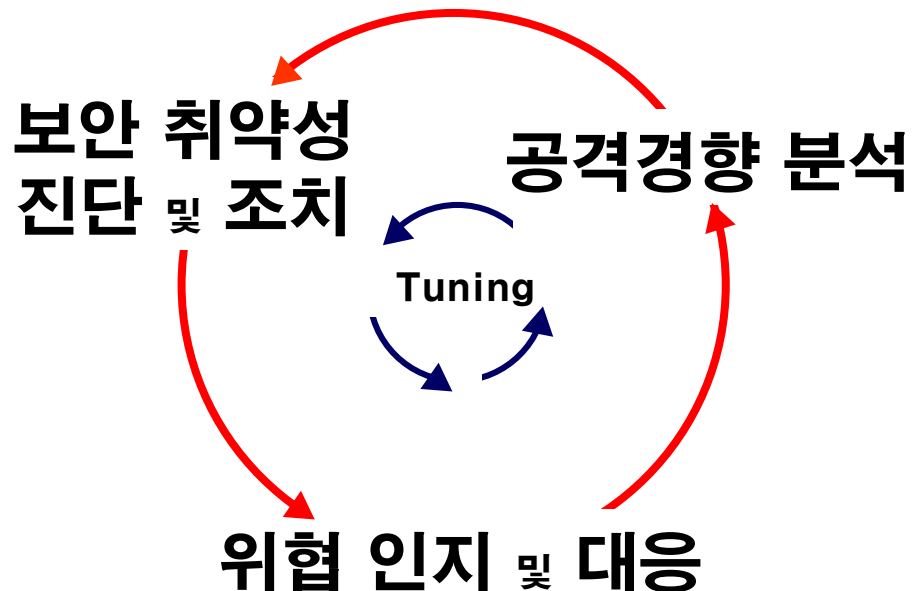 보안 취약성
진단 및 조치
공격경향 분석
Tuning
위협 인지 및 대응